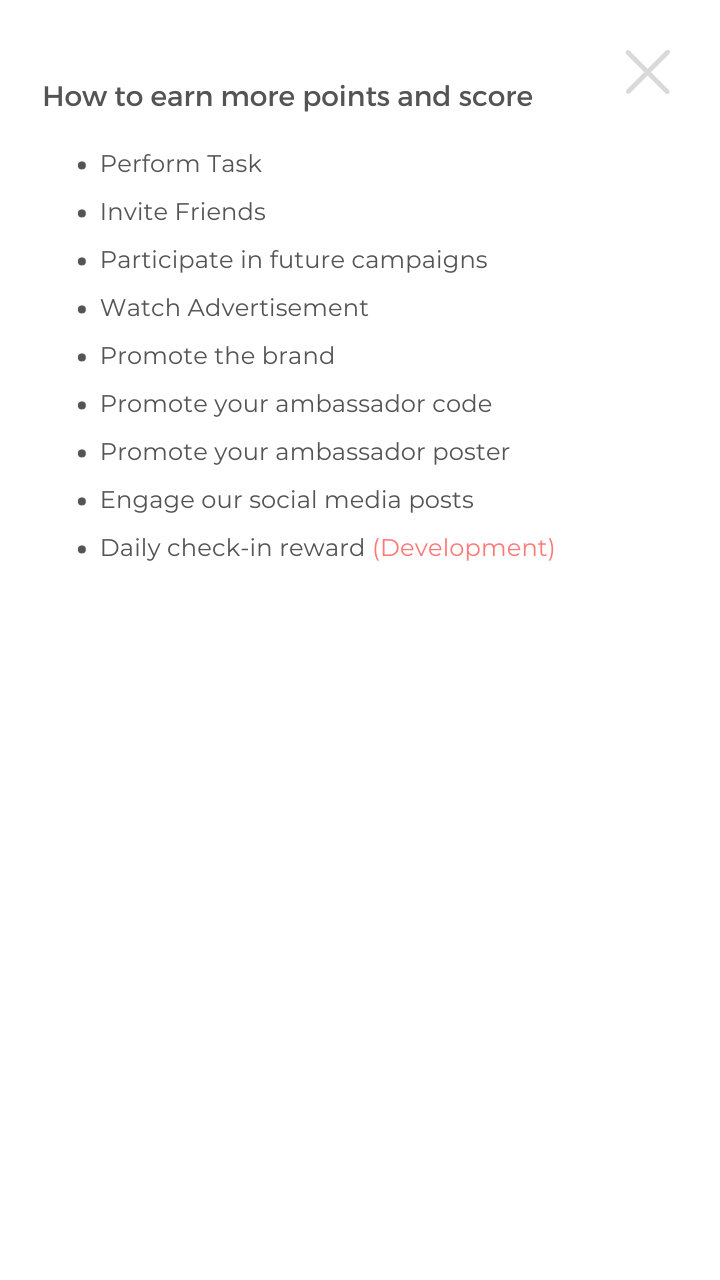 How to earn more points and score
• Perform Task
• Invite Friends
• Participate in future campaigns
• Watch Advertisement
• Promote the brand
• Promote your ambassador code
• Promote your ambassador poster
• Engage our social media posts
• Daily check-in reward (Development)